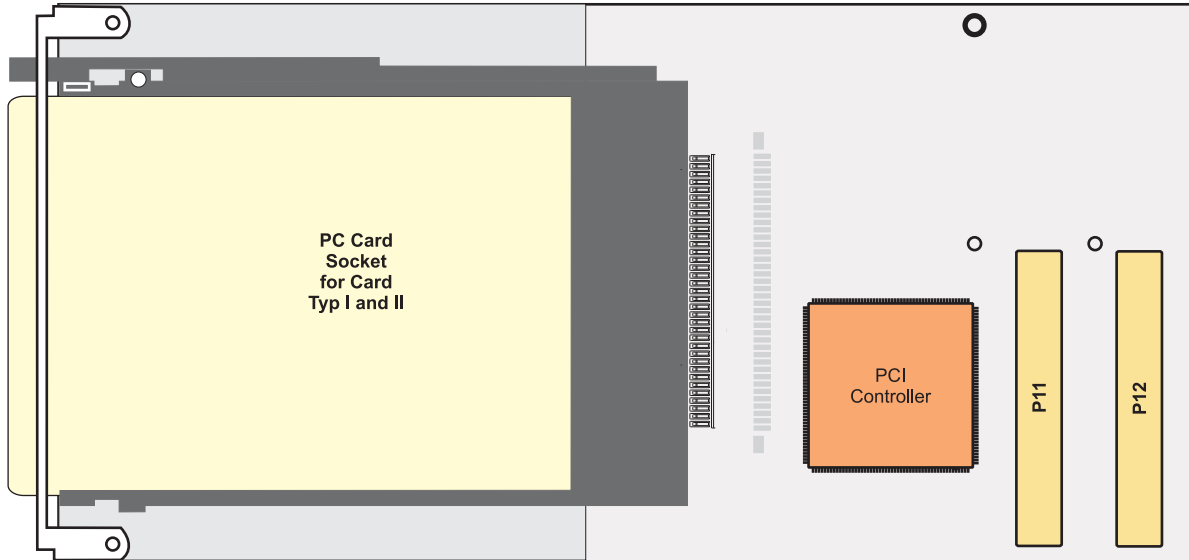 PC Card
Socket
for Card
Typ I and II
PCI
Controller
P11
P12